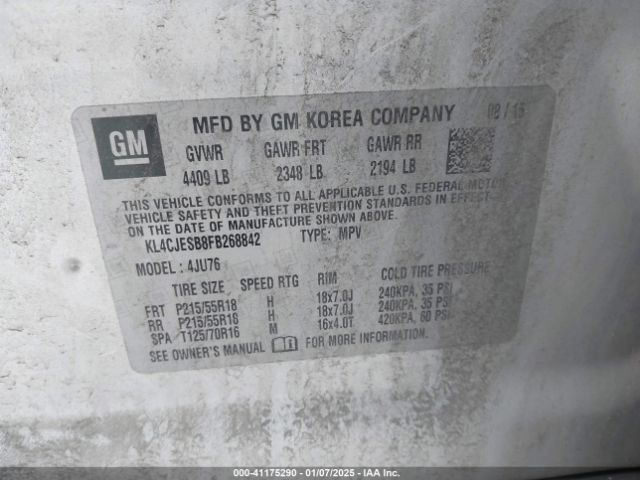 GM
MFD BY GM KOREA COMPANY 08/15
GVWR GAWR FRT GAWR RR
4409 LB 2348 LB 2194 LB
THIS VEHICLE CONFORMS TO ALL APPLICABLE U.S. FEDERAL MOTOR
VEHICLE SAFETY AND THEFT PREVENTION STANDARDS IN EFFECT
ON THE DATE OF MANUFACTURE SHOWN ABOVE.
KL4CJESB8FB268842 TYPE: MPV
MODEL: 4JU76
TIRE SIZE SPEED RTG RIM COLD TIRE PRESSURE
FRT P215/55R18 H 18x7.0J 240KPA, 35 PSI
RR P215/55R18 H 18x7.0J 240KPA, 35 PSI
SPA T125/70R16 M 16x4.0T 420KPA, 60 PSI
SEE OWNER'S MANUAL FOR MORE INFORMATION.
000-41175290 - 01/07/2025 - IAA Inc.